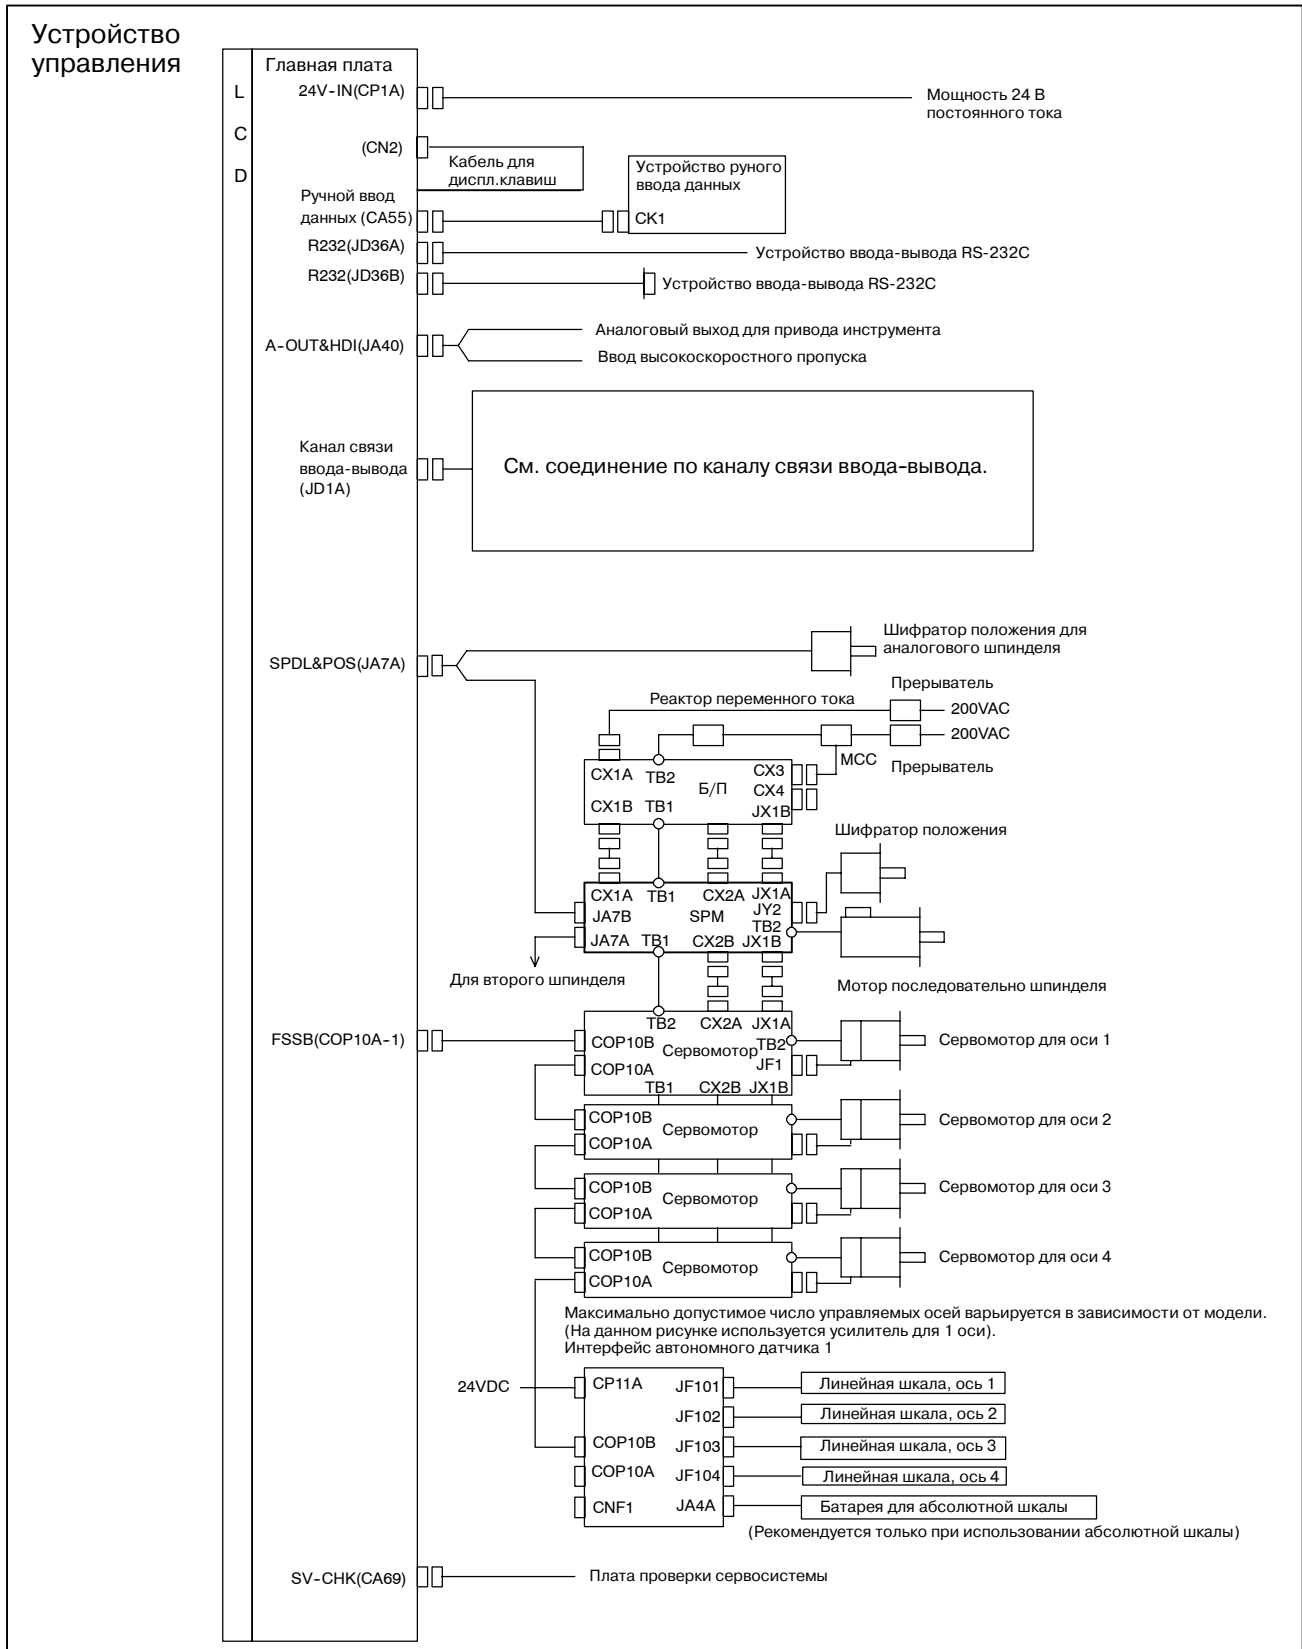 Устройство
управления
L
C
D
Главная плата
24V-IN(CP1A)
Мощность 24 В
постоянного тока
(CN2)
Кабель для
диспл.клавиш
Устройство руного
ввода данных
CK1
Ручной ввод
данных (CA55)
R232(JD36A)
Устройство ввода-вывода RS-232C
R232(JD36B)
Устройство ввода-вывода RS-232C
A-OUT&HDI(JA40)
Аналоговый выход для привода инструмента
Ввод высокоскоростного пропуска
Канал связи
ввода-вывода
(JD1A)
См. соединение по каналу связи ввода-вывода.
SPDL&POS(JA7A)
Шифратор положения для
аналогового шпинделя
Реактор переменного тока
Прерыватель
200VAC
200VAC
MCC
Прерыватель
CX1A TB2 CX3
Б/П CX4
CX1B TB1 JX1B
Шифратор положения
CX1A TB1 CX2A JX1A
JA7B SPM JY2
TB2
JA7A TB1 CX2B JX1B
Для второго шпинделя
Мотор последовательно шпинделя
FSSB(COP10A-1)
TB2 CX2A JX1A
COP10B Сервомотор TB2
COP10A JF1
TB1 CX2B JX1B
Сервомотор для оси 1
COP10B
Сервомотор
COP10A
Сервомотор для оси 2
COP10B
Сервомотор
COP10A
Сервомотор для оси 3
COP10B
Сервомотор
COP10A
Сервомотор для оси 4
Максимально допустимое число управляемых осей варьируется в зависимости от модели.
(На данном рисунке используется усилитель для 1 оси).
Интерфейс автономного датчика 1
24VDC
CP11A JF101 Линейная шкала, ось 1
JF102 Линейная шкала, ось 2
COP10B JF103 Линейная шкала, ось 3
COP10A JF104 Линейная шкала, ось 4
CNF1 JA4A Батарея для абсолютной шкалы
(Рекомендуется только при использовании абсолютной шкалы)
SV-CHK(CA69)
Плата проверки сервосистемы